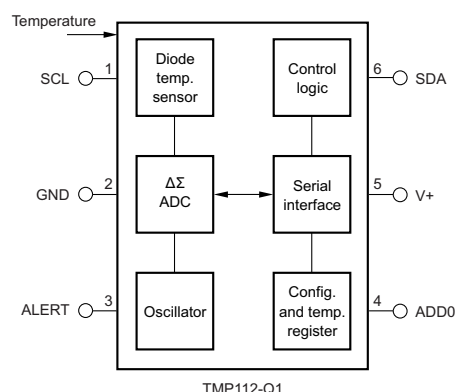 Temperature
SCL
1
Diode
temp.
sensor
Control
logic
6
SDA
GND
2
ΔΣ
ADC
Serial
interface
5
V+
ALERT
3
Oscillator
Config.
and temp.
register
4
ADD0
TMP112-Q1